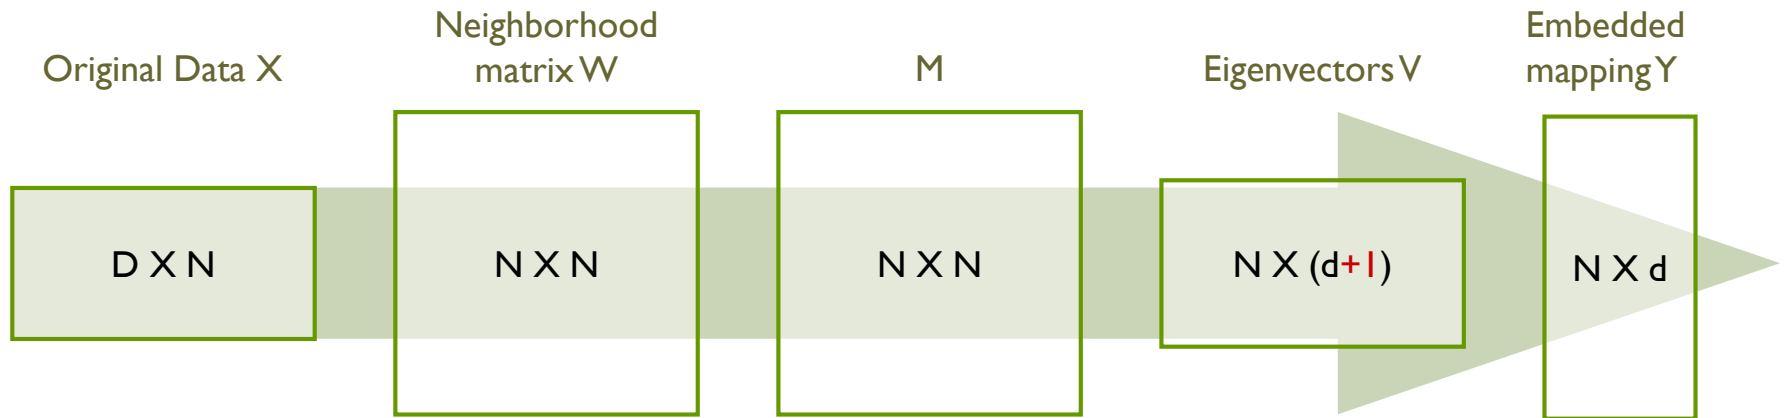 Original Data X
Neighborhood
matrix W
M
Eigenvectors V
Embedded
mapping Y
D X N
N X N
N X N
N X (d+1)
N X d